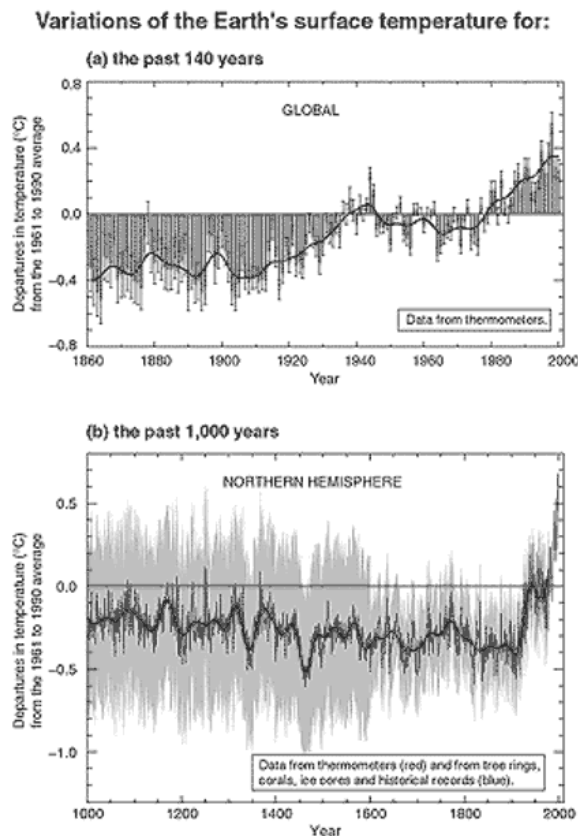 Variations of the Earth's surface temperature for:
(a) the past 140 years
GLOBAL
Departures in temperature (°C)
from the 1961 to 1990 average
0.8
0.4
0.0
−0.4
−0.8
Data from thermometers.
1860 1880 1900 1920 1940 1960 1980 2000
Year
(b) the past 1,000 years
NORTHERN HEMISPHERE
Departures in temperature (°C)
from the 1961 to 1990 average
0.5
0.0
−0.5
−1.0
Data from thermometers (red) and from tree rings,
corals, ice cores and historical records (blue).
1000 1200 1400 1600 1800 2000
Year